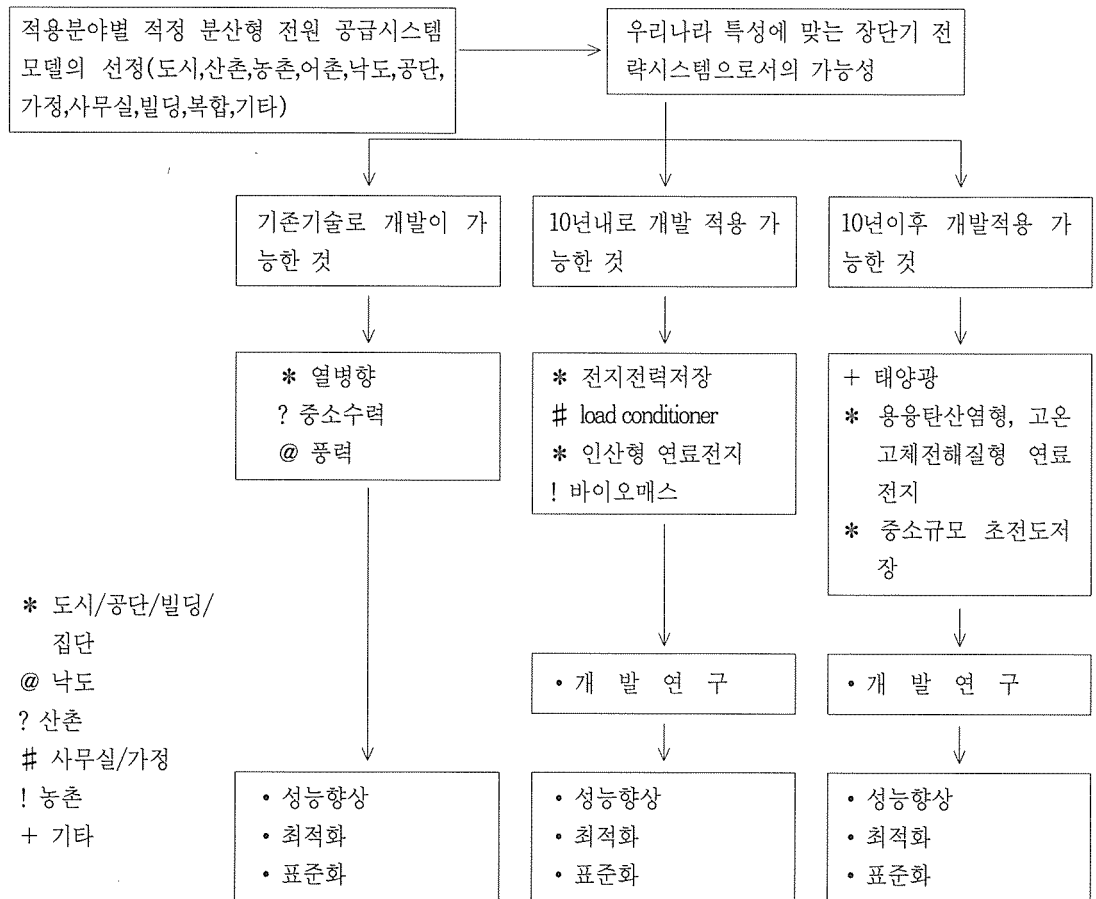 적용분야별 적정 분산형 전원 공급시스템
모델의 선정(도시,산촌,농촌,어촌,낙도,공단,
가정,사무실,빌딩,복합,기타)
우리나라 특성에 맞는 장단기 전
략시스템으로서의 가능성
기존기술로 개발이 가
능한 것
10년내로 개발 적용 가
능한 것
10년이후 개발적용 가
능한 것
* 열병향
? 중소수력
@ 풍력
* 전지전력저장
# load conditioner
* 인산형 연료전지
! 바이오매스
+ 태양광
* 용융탄산염형, 고온
고체전해질형 연료
전지
* 중소규모 초전도저
장
* 도시/공단/빌딩/
집단
@ 낙도
? 산촌
# 사무실/가정
! 농촌
+ 기타
• 개 발 연 구
• 개 발 연 구
• 성능향상
• 최적화
• 표준화
• 성능향상
• 최적화
• 표준화
• 성능향상
• 최적화
• 표준화